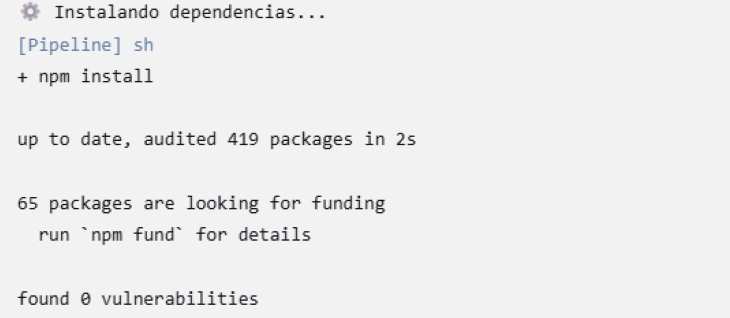 ⚙️ Instalando dependencias...
[Pipeline] sh
+ npm install
up to date, audited 419 packages in 2s
65 packages are looking for funding
run `npm fund` for details
found 0 vulnerabilities